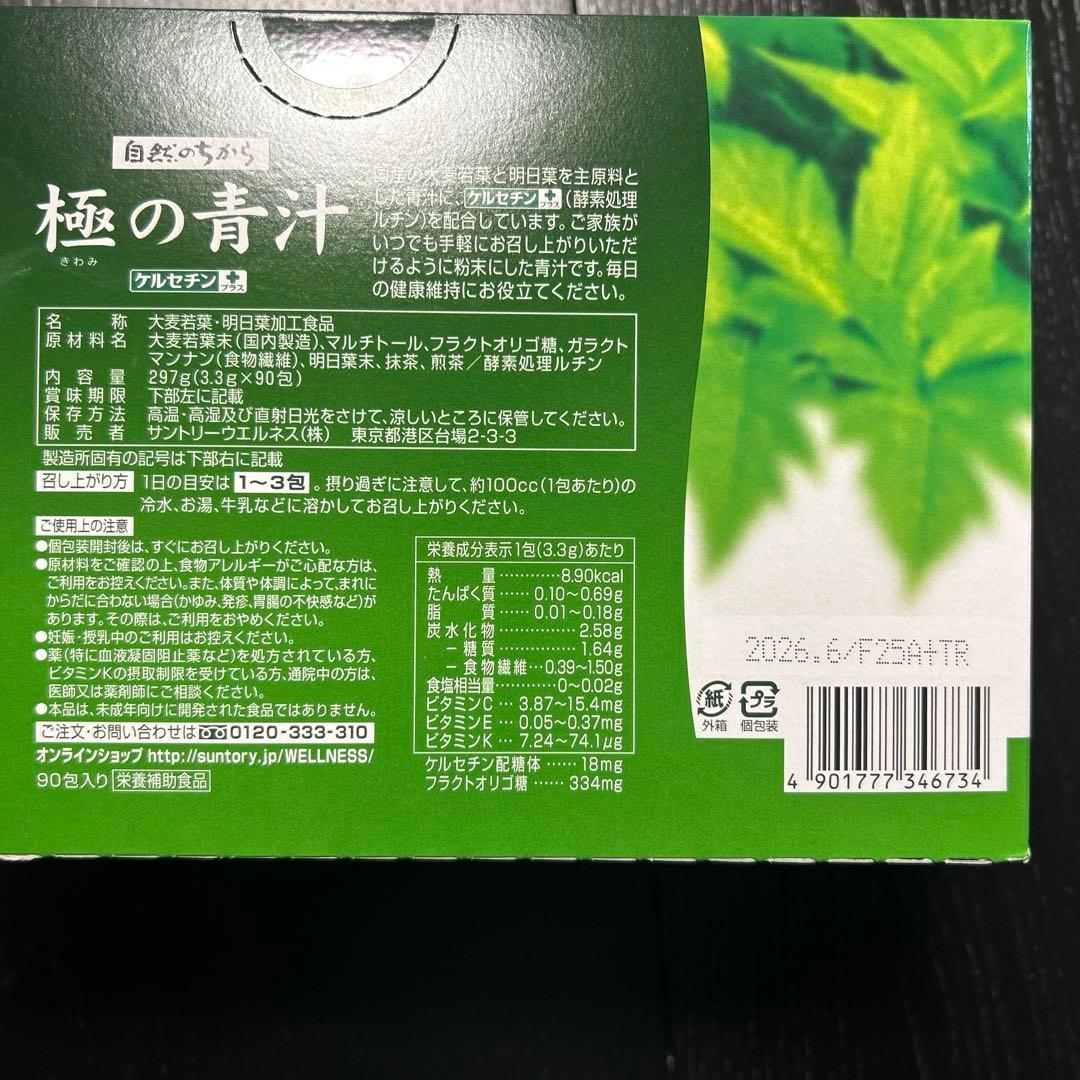 自然のちから
極の青汁
きわみ
ケルセチンプラス
国産の大麦若葉と明日葉を主原料と
した青汁に、ケルセチンプラス(酵素処理
ルチン)を配合しています。ご家族が
いつでも手軽にお召し上がりいただ
けるように粉末にした青汁です。毎日
の健康維持にお役立てください。
名称 大麦若葉・明日葉加工食品
原材料名 大麦若葉末(国内製造)、マルチトール、フラクトオリゴ糖、ガラクト
マンナン(食物繊維)、明日葉末、抹茶、煎茶／酵素処理ルチン
内容量 297g(3.3g×90包)
賞味期限 下部左に記載
保存方法 高温・高湿及び直射日光をさけて、涼しいところに保管してください。
販売者 サントリーウエルネス(株) 東京都港区台場2-3-3
製造所固有の記号は下部右に記載
召し上がり方 1日の目安は 1〜3包 。摂り過ぎに注意して、約100cc(1包あたり)の
冷水、お湯、牛乳などに溶かしてお召し上がりください。
ご使用上の注意
●個包装開封後は、すぐにお召し上がりください。
●原材料をご確認の上、食物アレルギーがご心配な方は、
ご利用をお控えください。また、体質や体調によって、まれに
からだに合わない場合(かゆみ、発疹、胃腸の不快感など)が
あります。その際は、ご利用をおやめください。
●妊娠・授乳中のご利用はお控えください。
●薬(特に血液凝固阻止薬など)を処方されている方、
ビタミンKの摂取制限を受けている方、通院中の方は、
医師又は薬剤師にご相談ください。
●本品は、未成年向けに開発された食品ではありません。
ご注文・お問い合わせは 0120-333-310
オンラインショップ http://suntory.jp/WELLNESS/
90包入り 栄養補助食品
栄養成分表示1包(3.3g)あたり
熱量…………8.90kcal
たんぱく質……0.10〜0.69g
脂質……0.01〜0.18g
炭水化物……………2.58g
－糖質……………1.64g
－食物繊維…0.39〜1.50g
食塩相当量…………0〜0.02g
ビタミンC … 3.87〜15.4mg
ビタミンE … 0.05〜0.37mg
ビタミンK … 7.24〜74.1μg
ケルセチン配糖体……18mg
フラクトオリゴ糖……334mg
2026.6/F25A+TR
紙 プラ
外箱 個包装
4 901777 346734